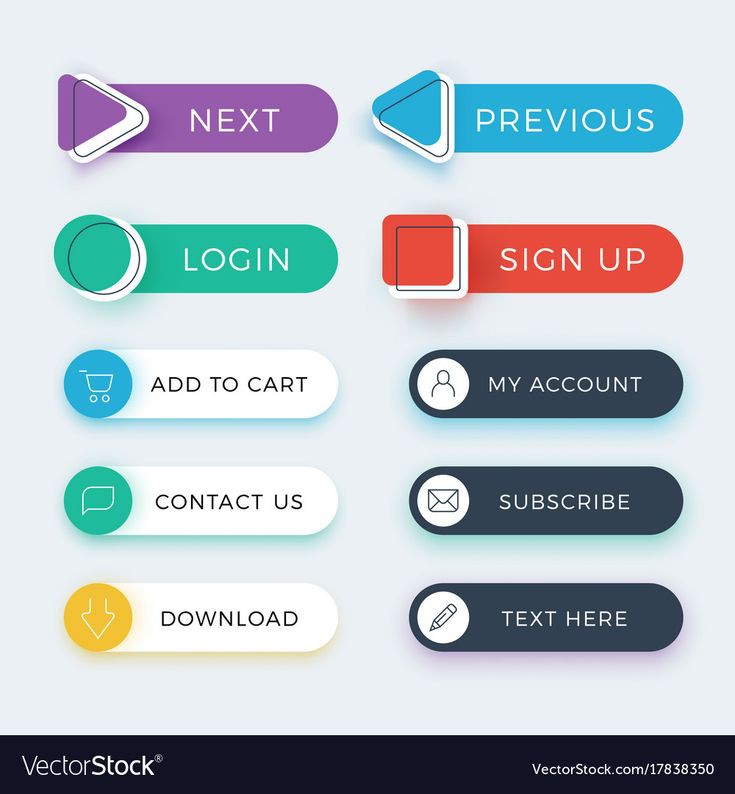 NEXT
PREVIOUS
LOGIN
SIGN UP
ADD TO CART
MY ACCOUNT
CONTACT US
SUBSCRIBE
DOWNLOAD
TEXT HERE
VectorStock®
VectorStock.com/17838350